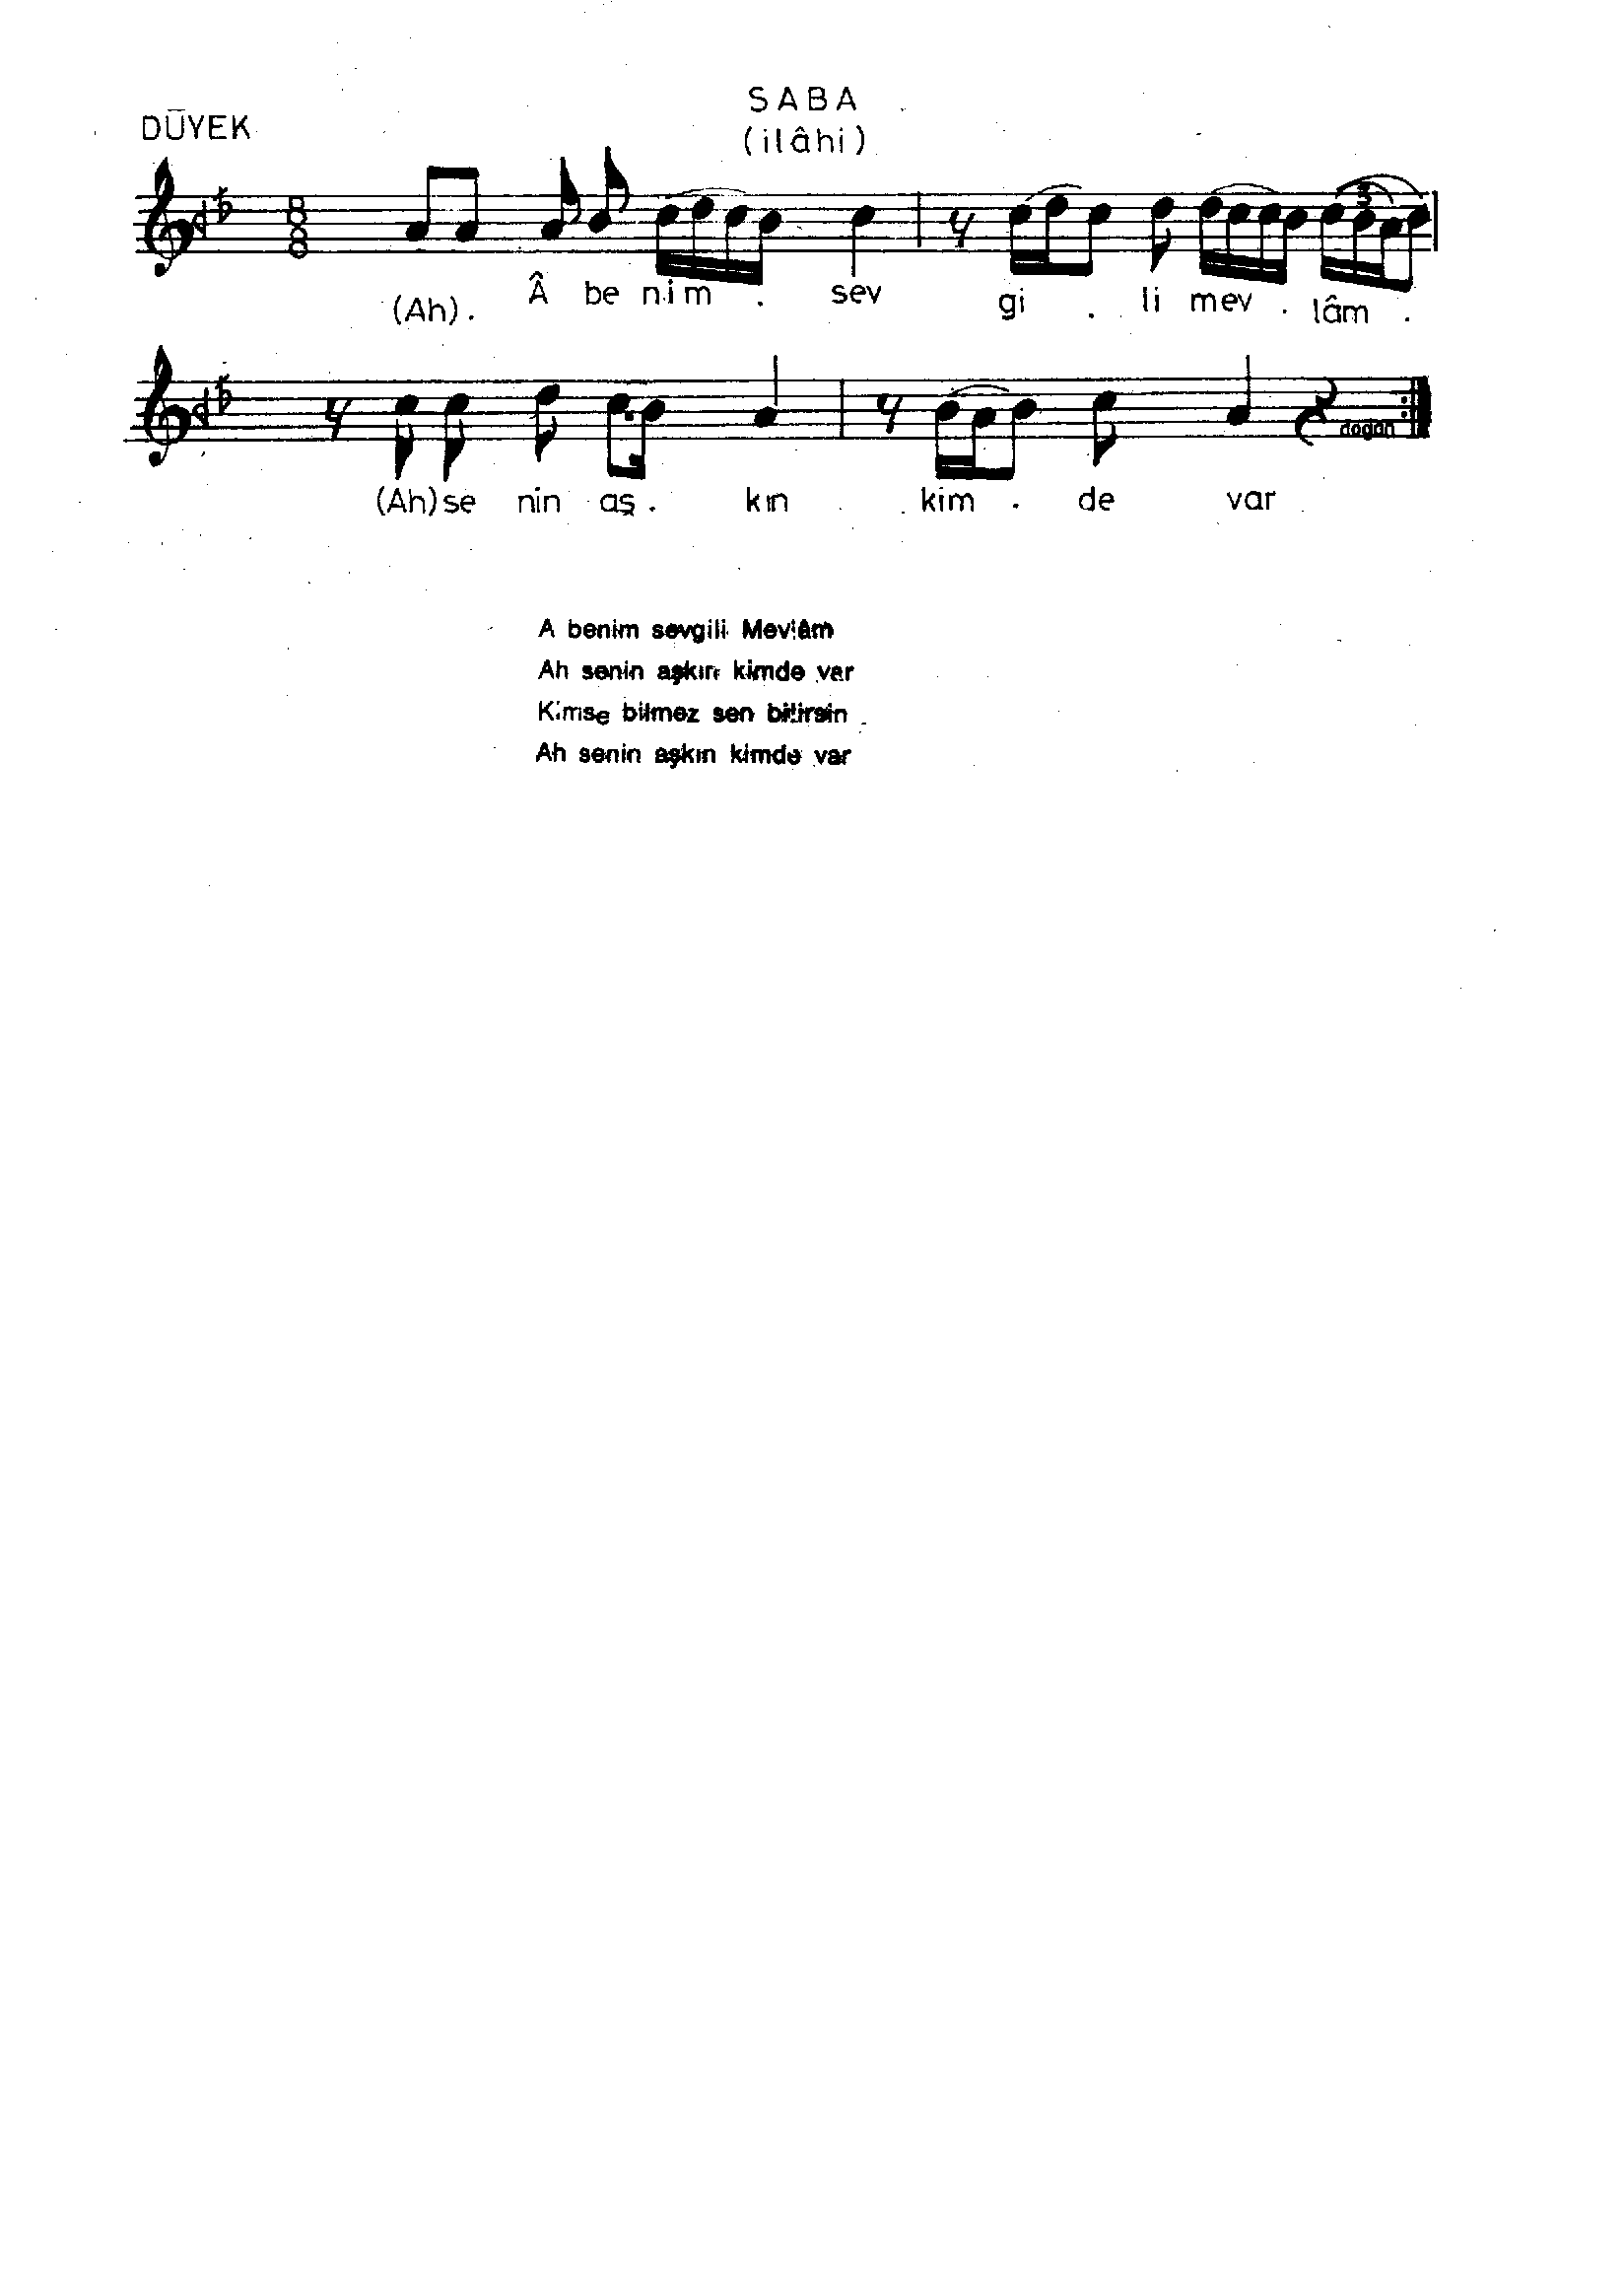 SABA
DÜYEK
(ilâhi)
8
8
8
3
(Ah). Â be nim . sev gi . li mev . lâm .
dogan
(Ah) se nin aş . kın kim . de var
A benim sevgili Mevlâm
Ah senin aşkın kimde var
Kimse bilmez sen bilirsin
Ah senin aşkın kimde var